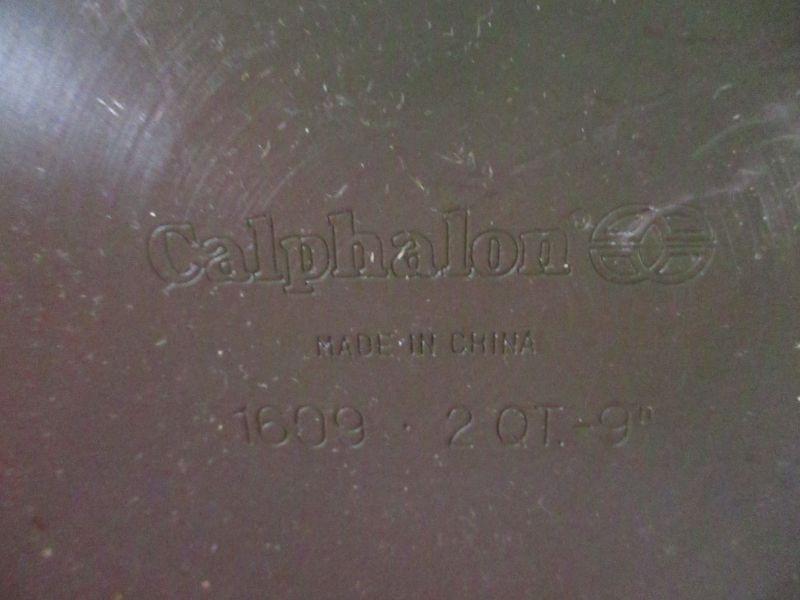 Calphalon®
MADE IN CHINA
1609 · 2 QT.-9"